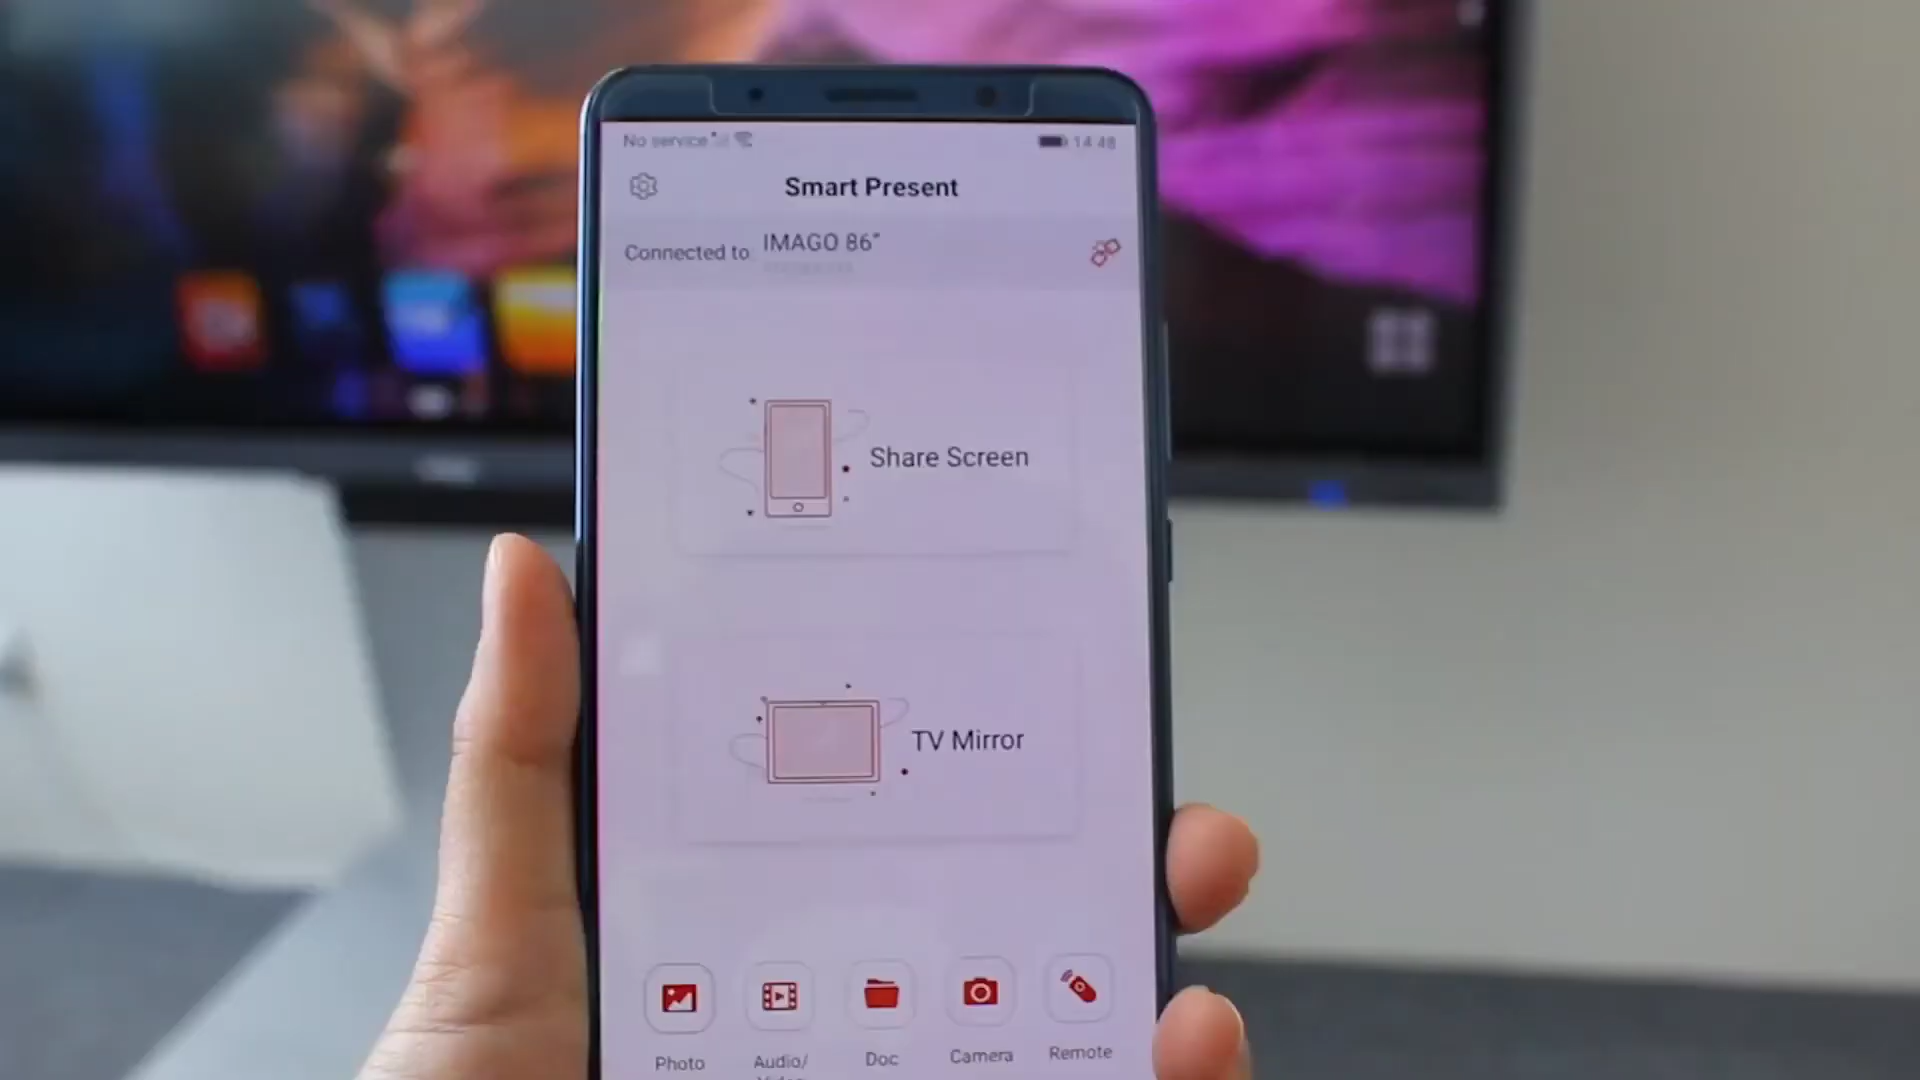 No service
14:48
Smart Present
Connected to IMAGO 86"
Share Screen
TV Mirror
Photo
Audio/
Doc
Camera
Remote